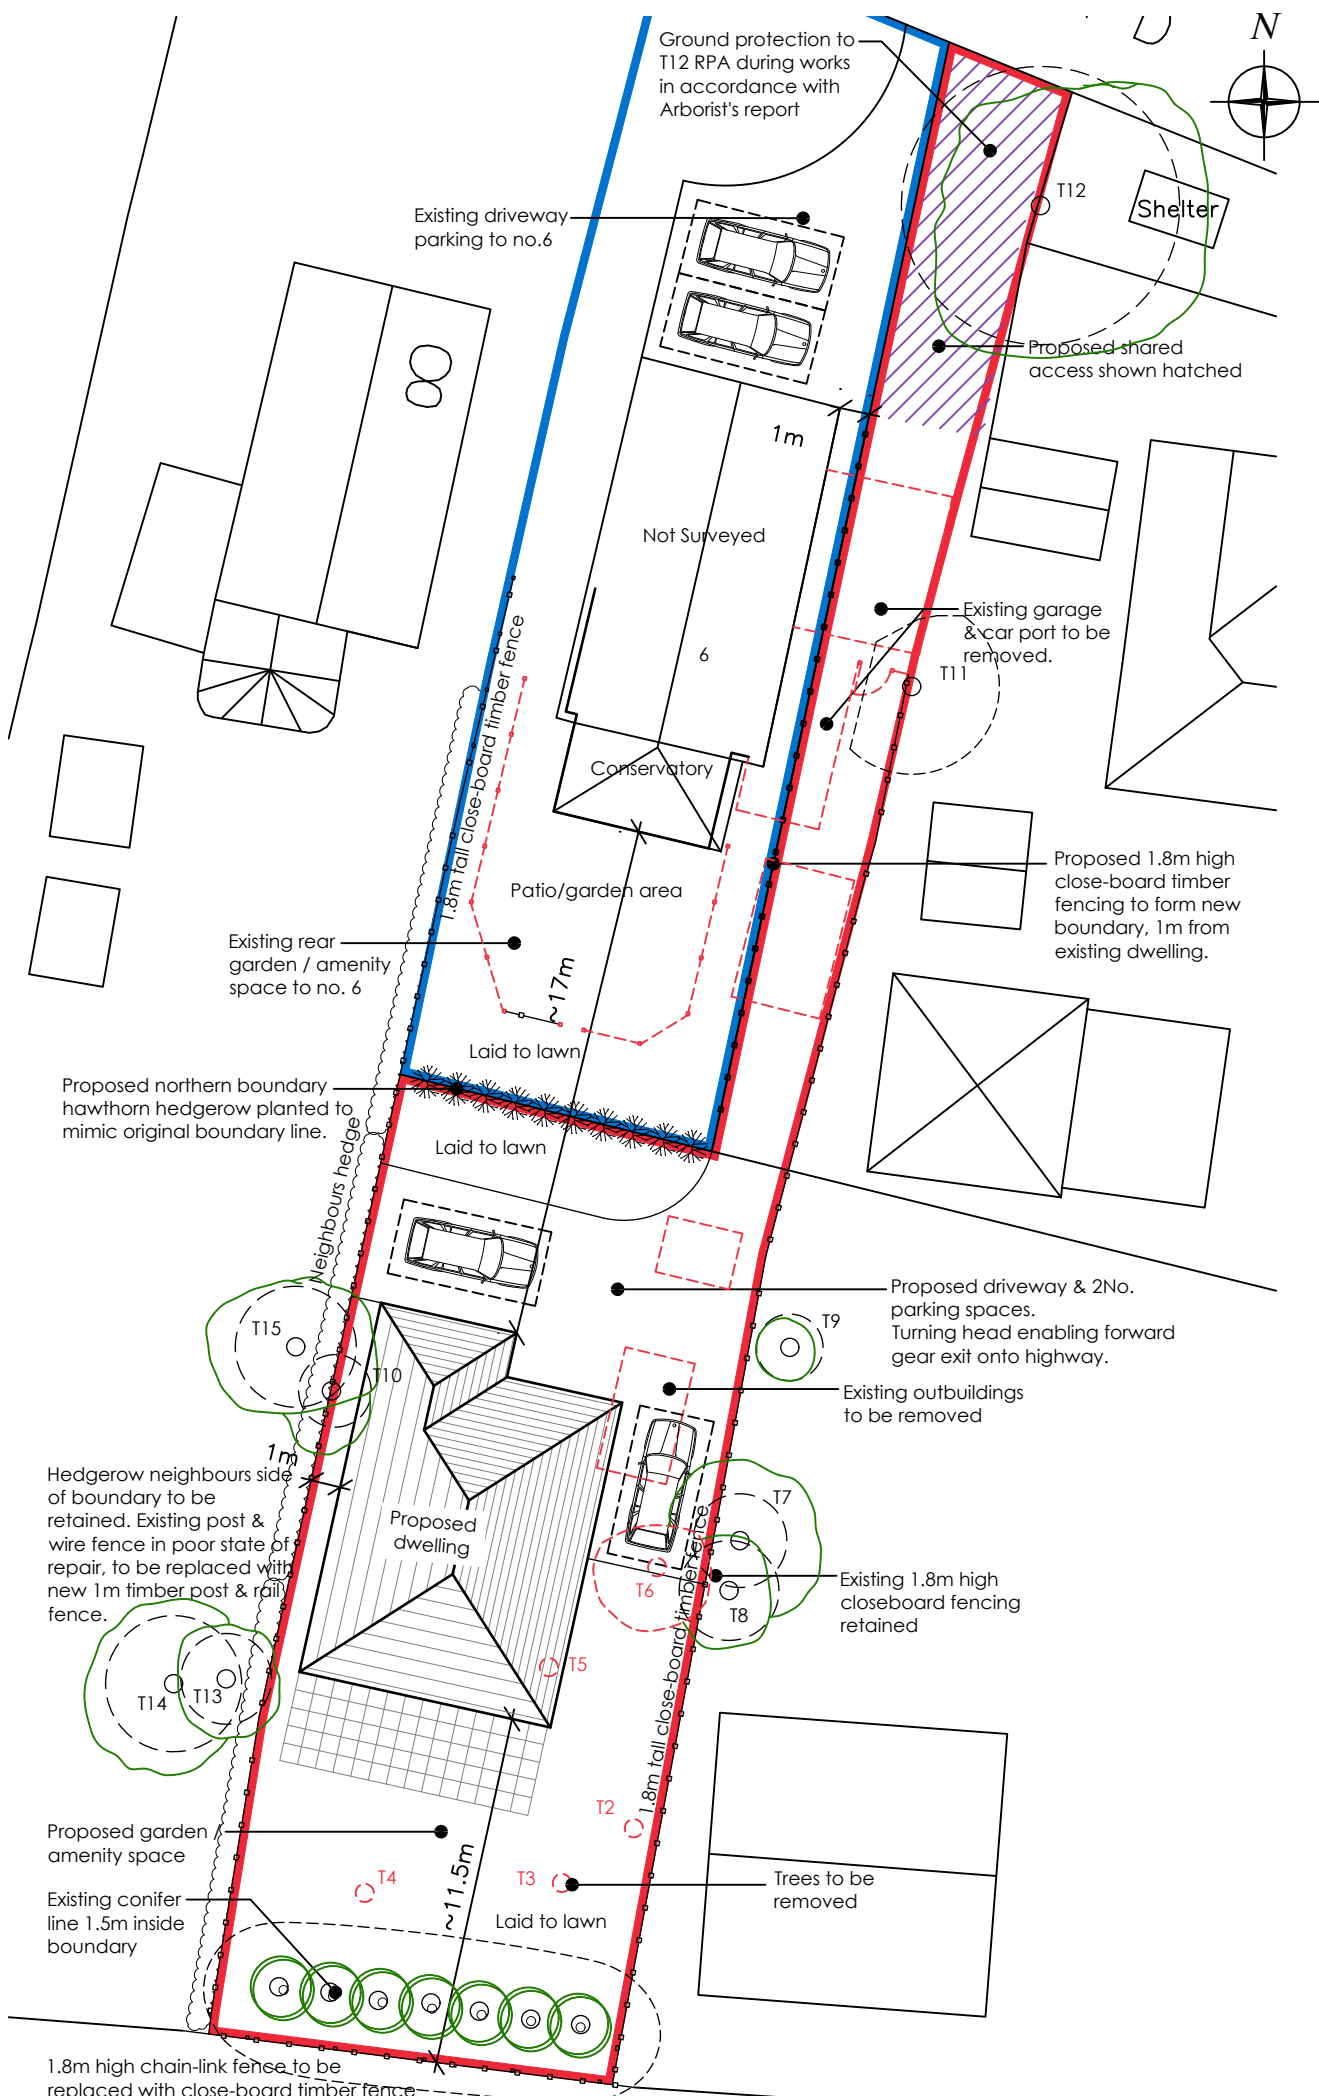 N
Ground protection to
T12 RPA during works
in accordance with
Arborist's report
T12
Shelter
Existing driveway
parking to no.6
Proposed shared
access shown hatched
1m
Not Surveyed
6
Existing garage
& car port to be
removed.
T11
1.8m tall close-board timber fence
Conservatory
Proposed 1.8m high
close-board timber
fencing to form new
boundary, 1m from
existing dwelling.
Patio/garden area
Existing rear
garden / amenity
space to no. 6
~17m
Laid to lawn
Proposed northern boundary
hawthorn hedgerow planted to
mimic original boundary line.
Laid to lawn
Neighbours hedge
Proposed driveway & 2No.
parking spaces.
Turning head enabling forward
gear exit onto highway.
T9
T15
T10
Existing outbuildings
to be removed
1m
Hedgerow neighbours side
of boundary to be
retained. Existing post &
wire fence in poor state of
repair, to be replaced with
new 1m timber post & rail
fence.
Proposed
dwelling
T7
T6
T8
Existing 1.8m high
closeboard fencing
retained
T5
T14
T13
1.8m tall close-board timber fence
T2
Proposed garden /
amenity space
T4
T3
Trees to be
removed
~11.5m
Existing conifer
line 1.5m inside
boundary
Laid to lawn
1.8m high chain-link fence to be
replaced with close-board timber fence